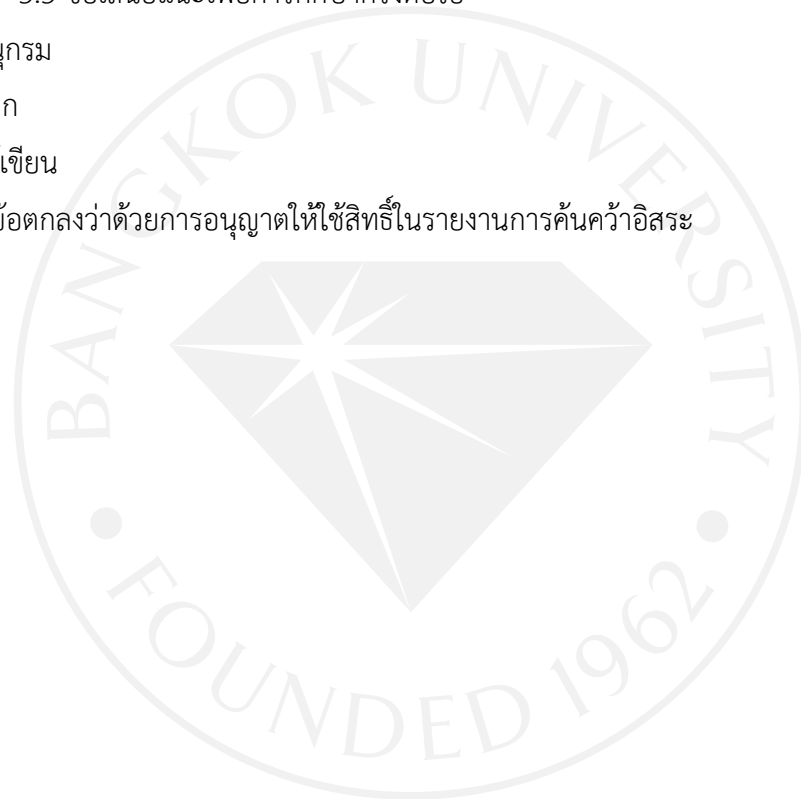 นุกรม
ก
เขียน
ข้อตกลงว่าด้วยการอนุญาตให้ใช้สิทธิ์ในรายงานการค้นคว้าอิสระ
BANGKOK UNIVERSITY
FOUNDED 1962